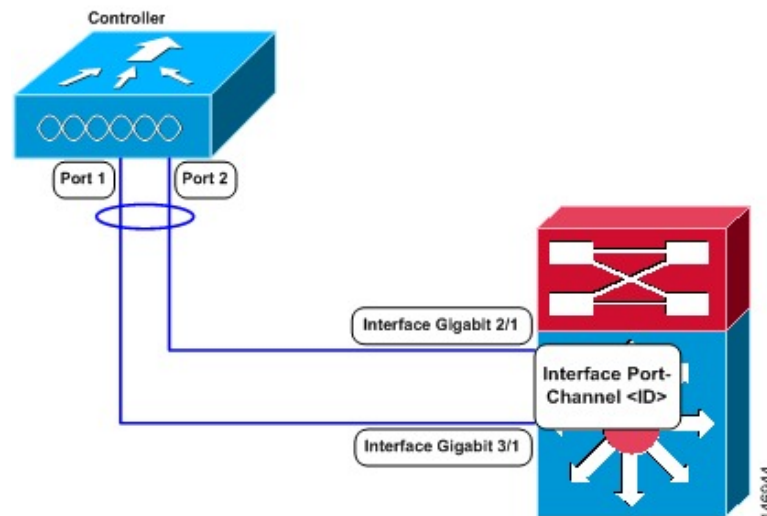 Controller
Port 1
Port 2
Interface Gigabit 2/1
Interface Port-
Channel <ID>
Interface Gigabit 3/1